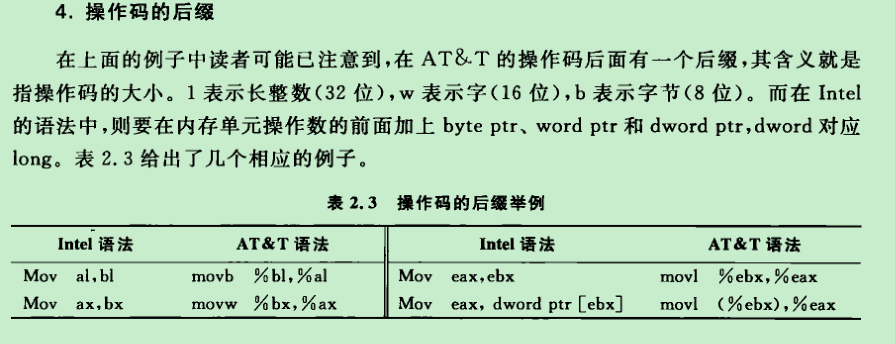 4. 操作码的后缀
在上面的例子中读者可能已注意到,在 AT&T 的操作码后面有一个后缀,其含义就是
指操作码的大小。l 表示长整数(32 位),w 表示字(16 位),b 表示字节(8 位)。而在 Intel
的语法中,则要在内存单元操作数的前面加上 byte ptr、word ptr 和 dword ptr,dword 对应
long。表 2.3 给出了几个相应的例子。
表 2.3 操作码的后缀举例
Intel 语法 AT&T 语法 Intel 语法 AT&T 语法
Mov al,bl movb %bl,%al Mov eax,ebx movl %ebx,%eax
Mov ax,bx movw %bx,%ax Mov eax, dword ptr [ebx] movl (%ebx),%eax